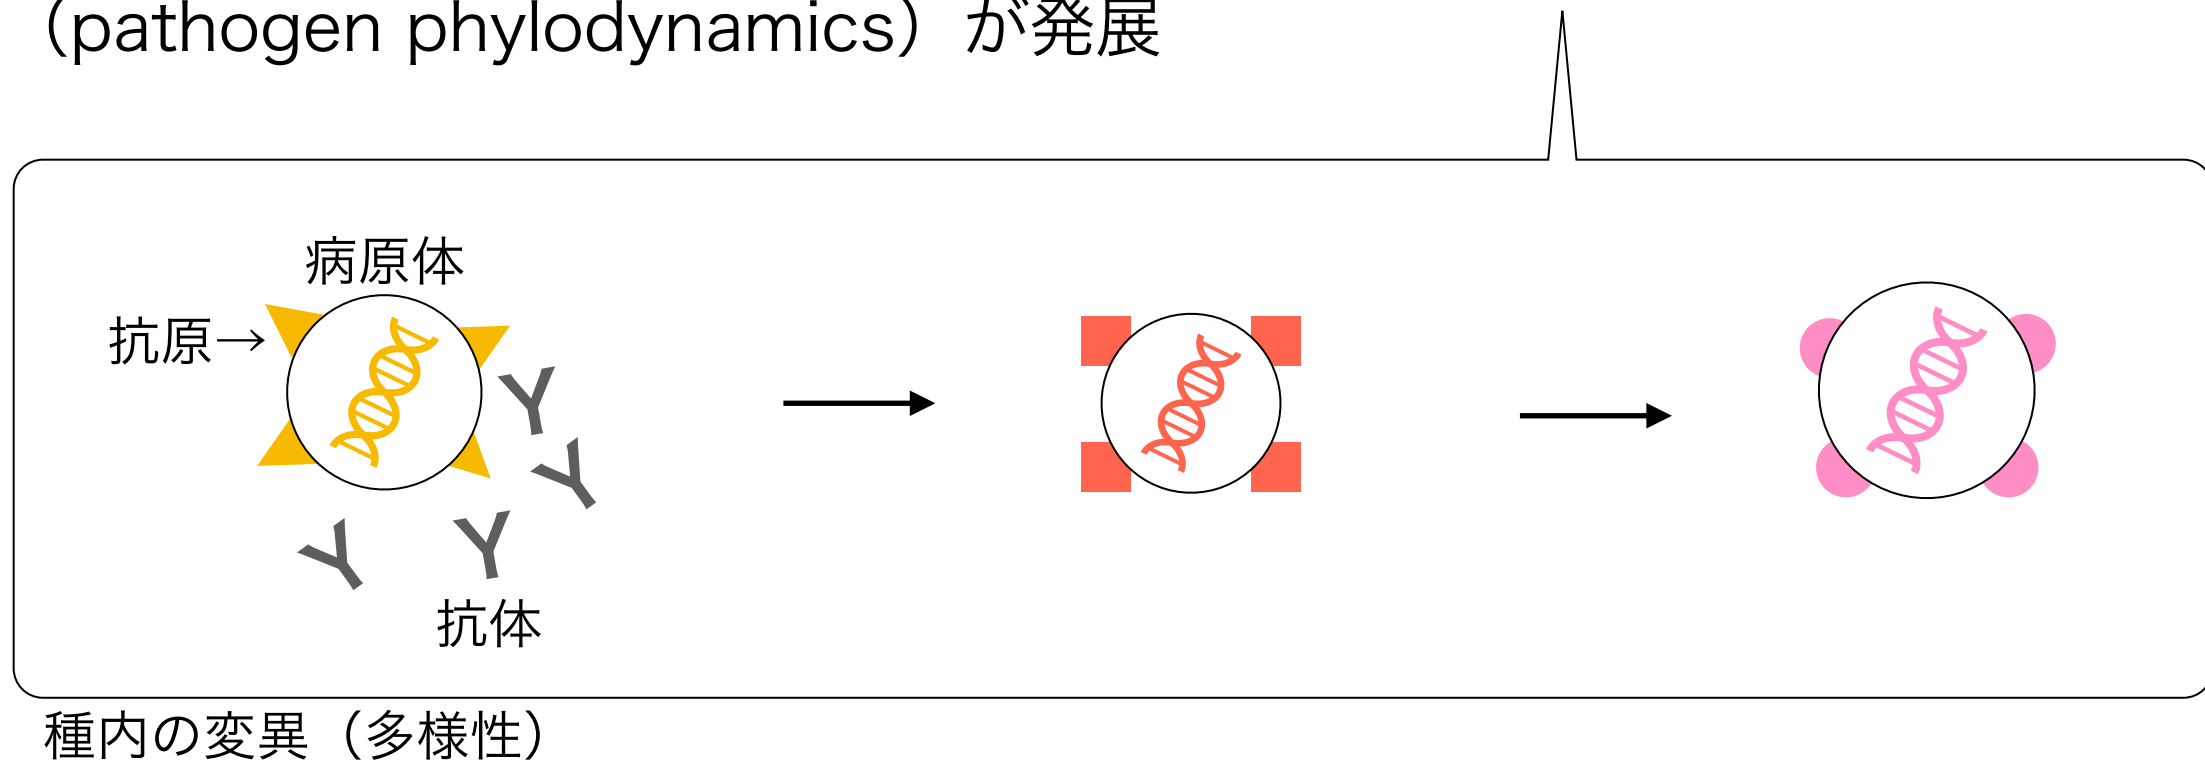 （pathogen phylodynamics）が発展
病原体
抗原→
抗体
種内の変異（多様性）